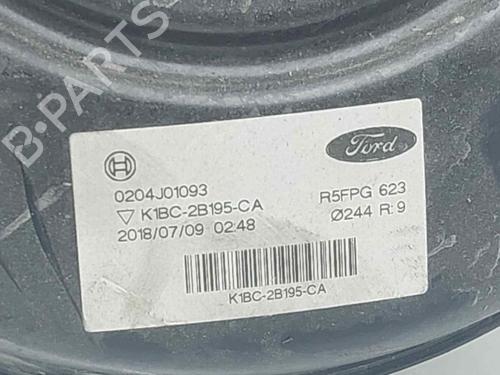 B-PARTS
Ford
0204J01093
R5FPG 623
▽ K1BC-2B195-CA
Ø244 R:9
2018/07/09 02:48
K1BC-2B195-CA